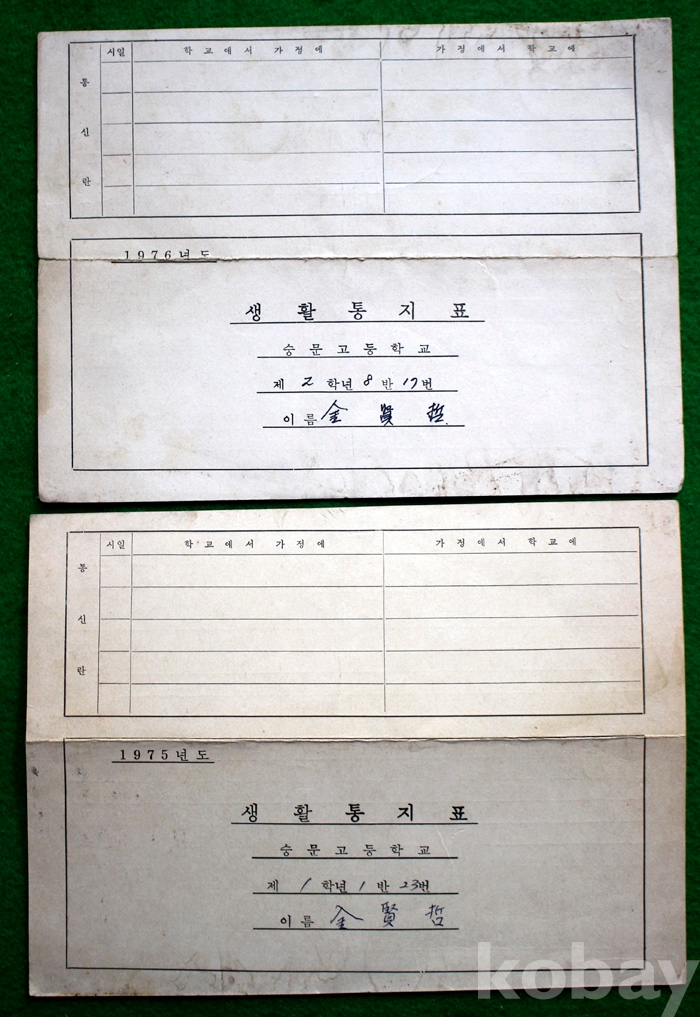 시일 학교에서 가정에 가정에서 학교에
통
신
란
1976년도
생활통지표
숭문고등학교
제 2 학년 8 반 17번
이름 金賢哲
시일 학교에서 가정에 가정에서 학교에
통
신
란
1975년도
생활통지표
숭문고등학교
제 1 학년 1 반 23번
이름 金賢哲
kobay